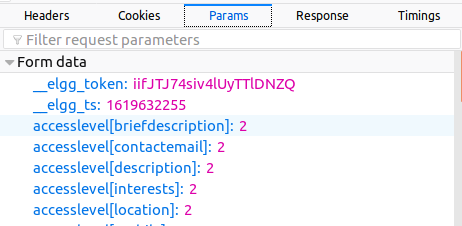 Headers Cookies Params Response Timings
Filter request parameters
Form data
__elgg_token: iifJTJ74siv4lUyTTlDNZQ
__elgg_ts: 1619632255
accesslevel[briefdescription]: 2
accesslevel[contactemail]: 2
accesslevel[description]: 2
accesslevel[interests]: 2
accesslevel[location]: 2